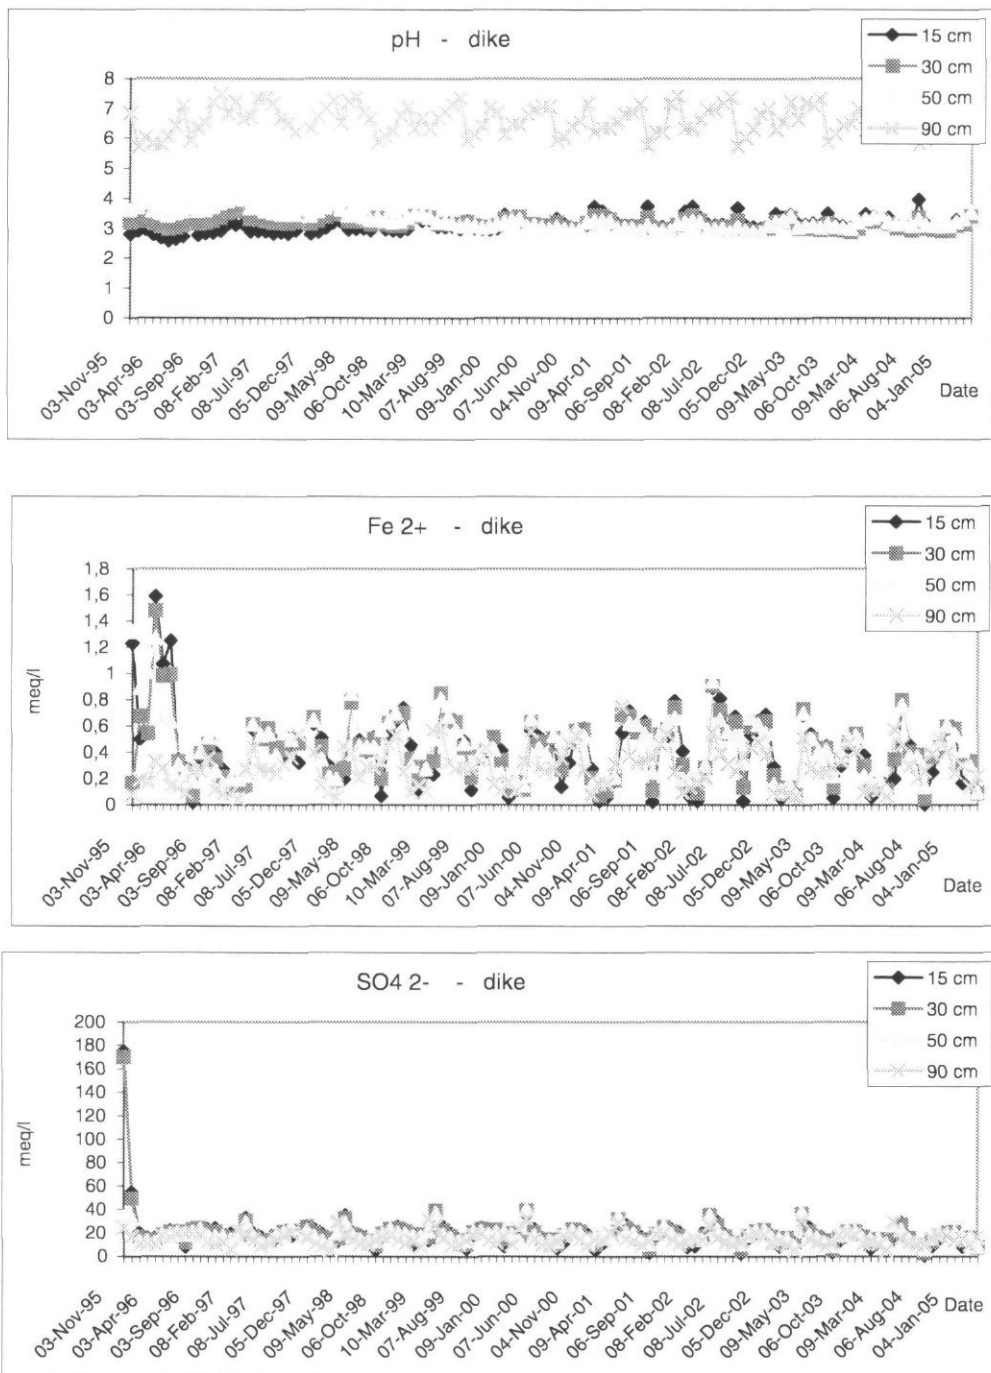 pH - dike
15 cm
30 cm
50 cm
90 cm
8
7
6
5
4
3
2
1
0
03-Nov-95
03-Apr-96
03-Sep-96
08-Feb-97
08-Jul-97
05-Dec-97
09-May-98
06-Oct-98
10-Mar-99
07-Aug-99
09-Jan-00
07-Jun-00
04-Nov-00
09-Apr-01
06-Sep-01
08-Feb-02
08-Jul-02
05-Dec-02
09-May-03
06-Oct-03
09-Mar-04
06-Aug-04
04-Jan-05
Date
Fe 2+ - dike
15 cm
30 cm
50 cm
90 cm
meq/l
1,8
1,6
1,4
1,2
1
0,8
0,6
0,4
0,2
0
03-Nov-95
03-Apr-96
03-Sep-96
08-Feb-97
08-Jul-97
05-Dec-97
09-May-98
06-Oct-98
10-Mar-99
07-Aug-99
09-Jan-00
07-Jun-00
04-Nov-00
09-Apr-01
06-Sep-01
08-Feb-02
08-Jul-02
05-Dec-02
09-May-03
06-Oct-03
09-Mar-04
06-Aug-04
04-Jan-05
Date
SO4 2- - dike
15 cm
30 cm
50 cm
90 cm
meq/l
200
180
160
140
120
100
80
60
40
20
0
03-Nov-95
03-Apr-96
03-Sep-96
08-Feb-97
08-Jul-97
05-Dec-97
09-May-98
06-Oct-98
10-Mar-99
07-Aug-99
09-Jan-00
07-Jun-00
04-Nov-00
09-Apr-01
06-Sep-01
08-Feb-02
08-Jul-02
05-Dec-02
09-May-03
06-Oct-03
09-Mar-04
06-Aug-04
04-Jan-05
Date